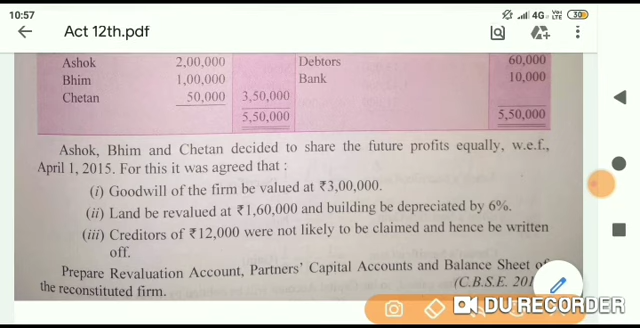 10:57 4G VoLTE 30
Act 12th.pdf
Ashok 2,00,000 Debtors 60,000
Bhim 1,00,000 Bank 10,000
Chetan 50,000 3,50,000
5,50,000 5,50,000
Ashok, Bhim and Chetan decided to share the future profits equally, w.e.f.,
April 1, 2015. For this it was agreed that :
(i) Goodwill of the firm be valued at ₹3,00,000.
(ii) Land be revalued at ₹1,60,000 and building be depreciated by 6%.
(iii) Creditors of ₹12,000 were not likely to be claimed and hence be written
off.
Prepare Revaluation Account, Partners' Capital Accounts and Balance Sheet
the reconstituted firm. (C.B.S.E.
DU RECORDER